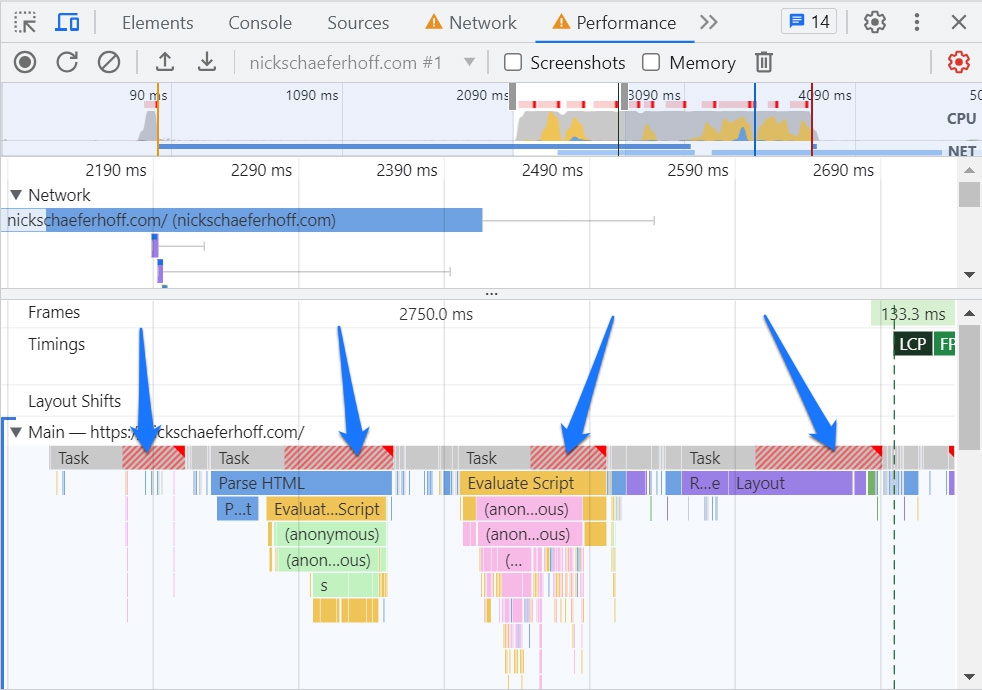 Elements Console Sources Network Performance 14
nickschaeferhoff.com #1 Screenshots Memory
90 ms 1090 ms 2090 ms 3090 ms 4090 ms 50
CPU
NET
2190 ms 2290 ms 2390 ms 2490 ms 2590 ms 2690 ms
Network
nickschaeferhoff.com/ (nickschaeferhoff.com)
Frames 2750.0 ms 133.3 ms
Timings LCP FP
Layout Shifts
Main — https://nickschaeferhoff.com/
Task Task Task Task
Parse HTML Evaluate Script R...e Layout
P...t Evaluat...Script (anon...ous)
(anonymous) (anon...ous)
(anon...ous) (...
s